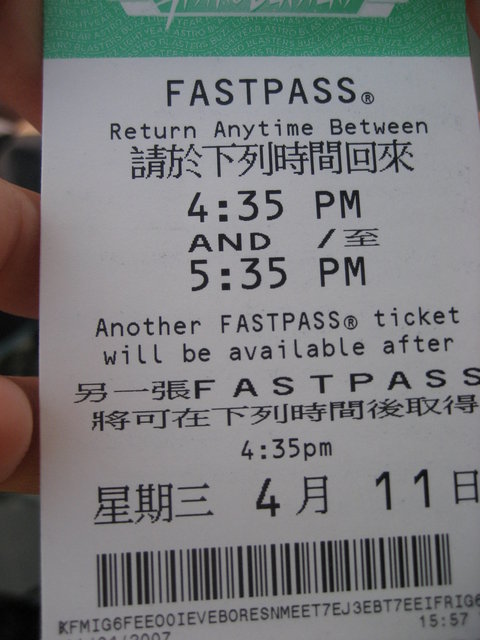 FASTPASS®
Return Anytime Between
請於下列時間回來
4:35 PM
AND /至
5:35 PM
Another FASTPASS® ticket
will be available after
另一張FASTPASS
將可在下列時間後取得
4:35pm
星期三 4月 11日
15:57
2007